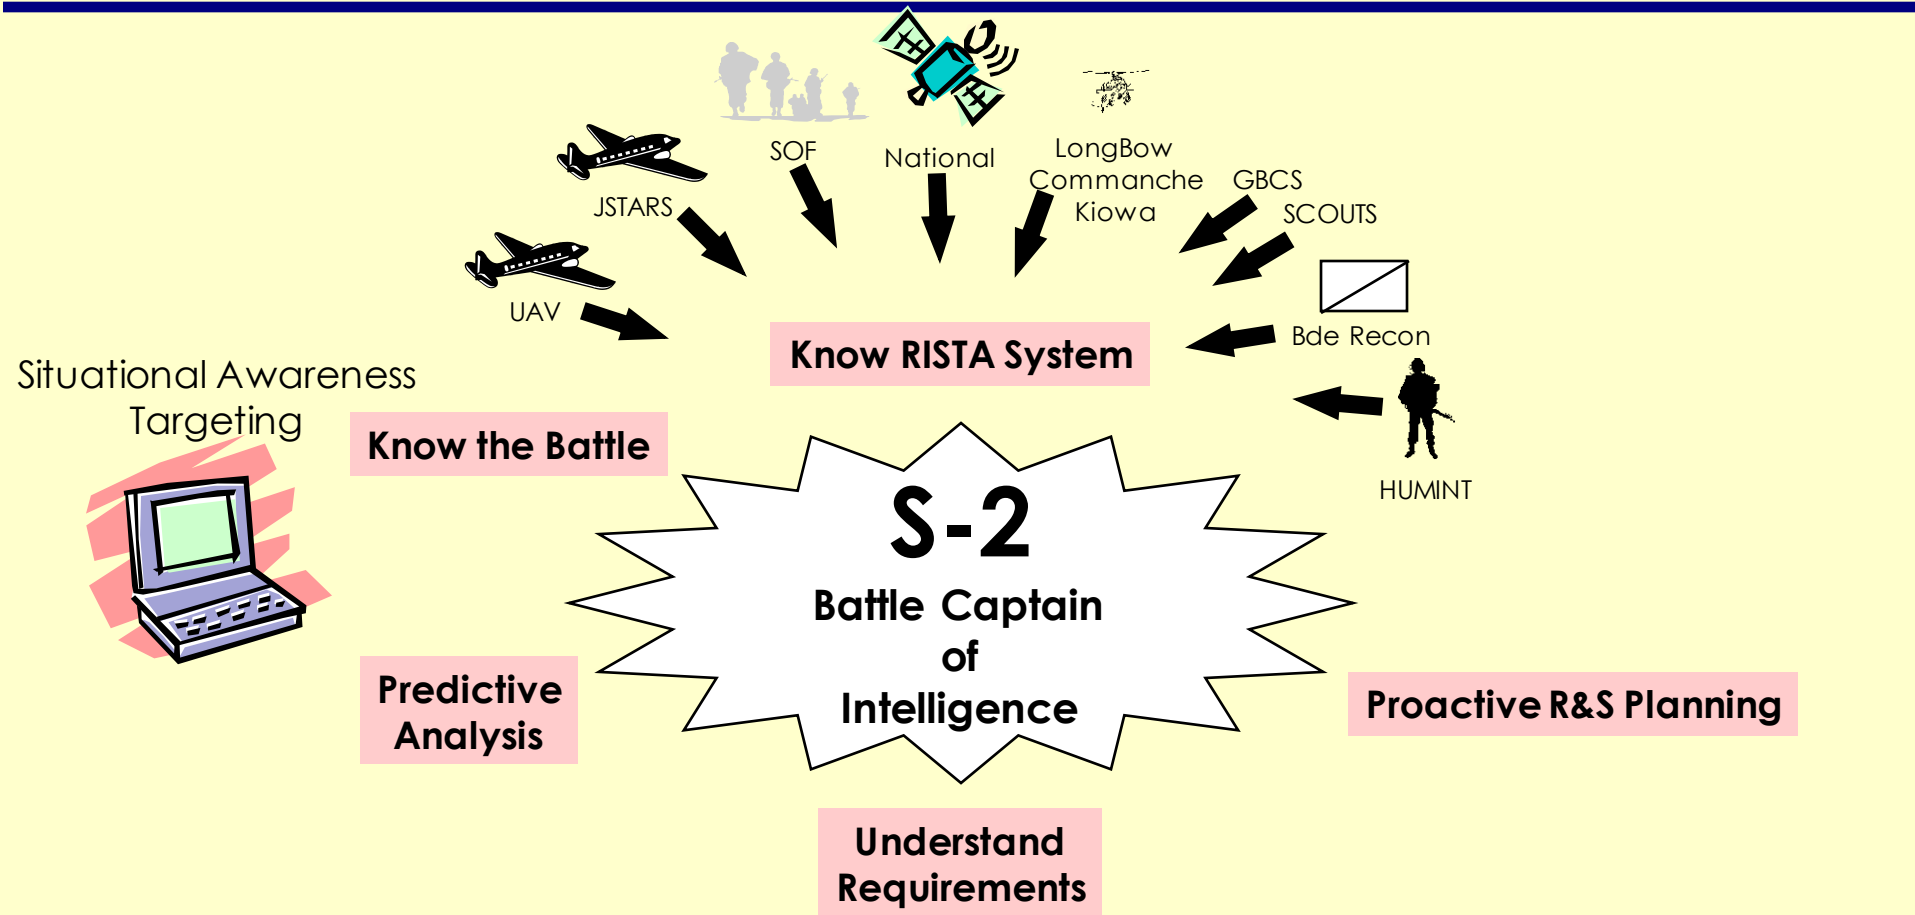 SOF
National
LongBow
Commanche
Kiowa
GBCS
SCOUTS
JSTARS
UAV
Bde Recon
HUMINT
Know RISTA System
Situational Awareness
Targeting
Know the Battle
S-2
Battle Captain
of
Intelligence
Predictive
Analysis
Proactive R&S Planning
Understand
Requirements